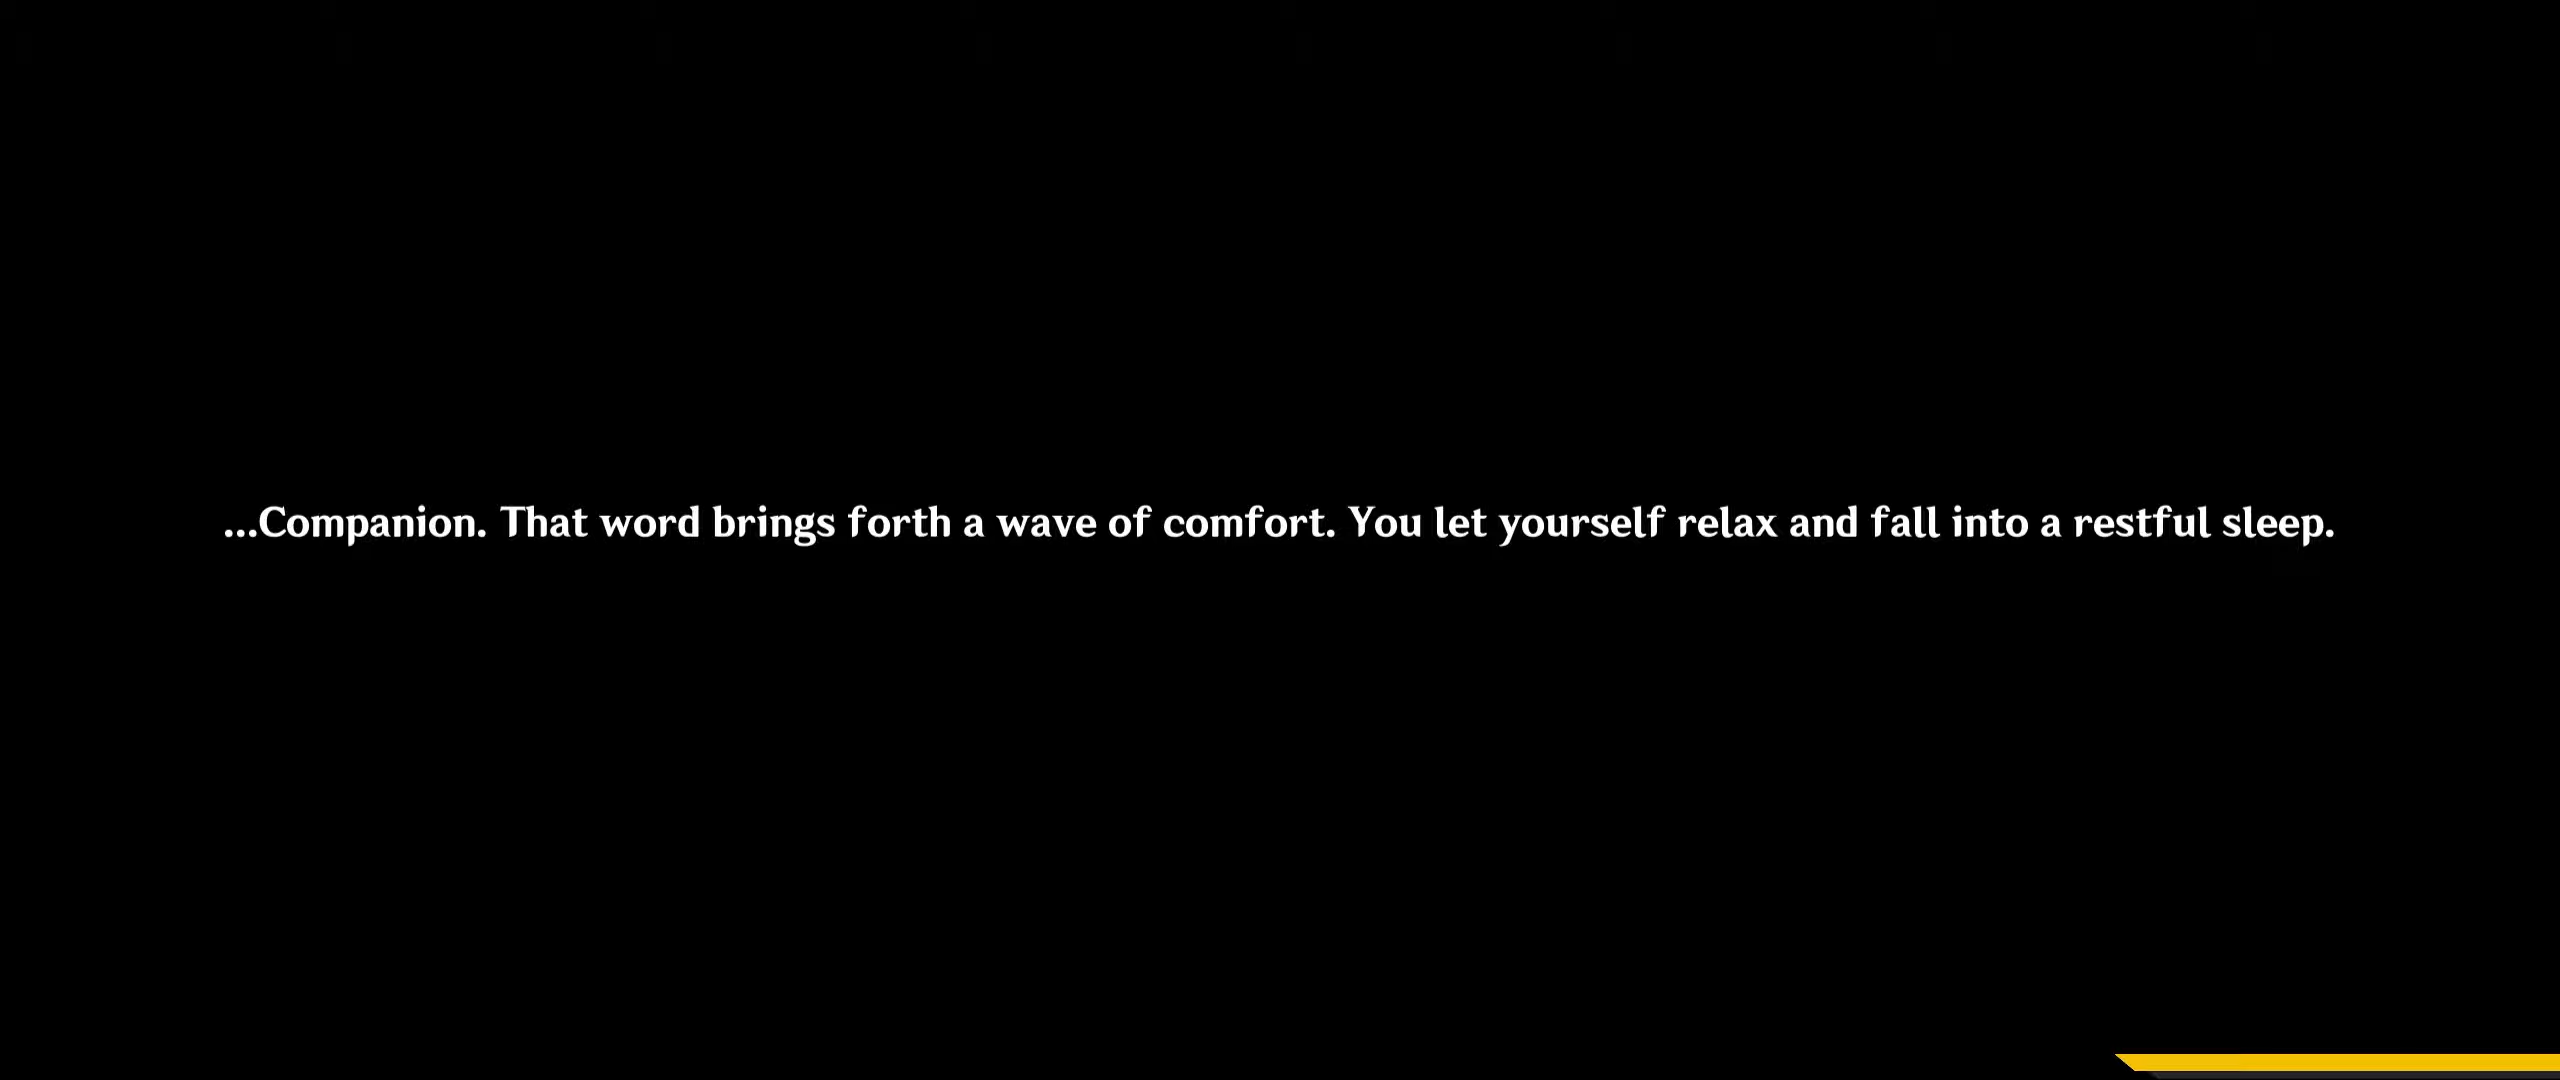 ...Companion. That word brings forth a wave of comfort. You let yourself relax and fall into a restful sleep.